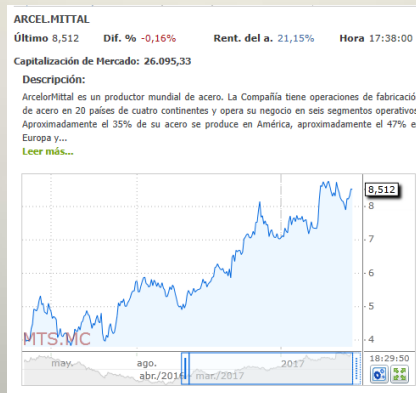 ARCEL.MITTAL
Último 8,512 Dif. % -0,16% Rent. del a. 21,15% Hora 17:38:00
Capitalización de Mercado: 26.095,33
Descripción:
ArcelorMittal es un productor mundial de acero. La Compañía tiene operaciones de fabricació
de acero en 20 países de cuatro continentes y opera su negocio en seis segmentos operativos
Aproximadamente el 35% de su acero se produce en América, aproximadamente el 47% e
Europa y...
Leer más...
8,512
8
7
6
5
4
MTS.MC
may. ago. 2017 18:29:50
abr./2016 - mar./2017